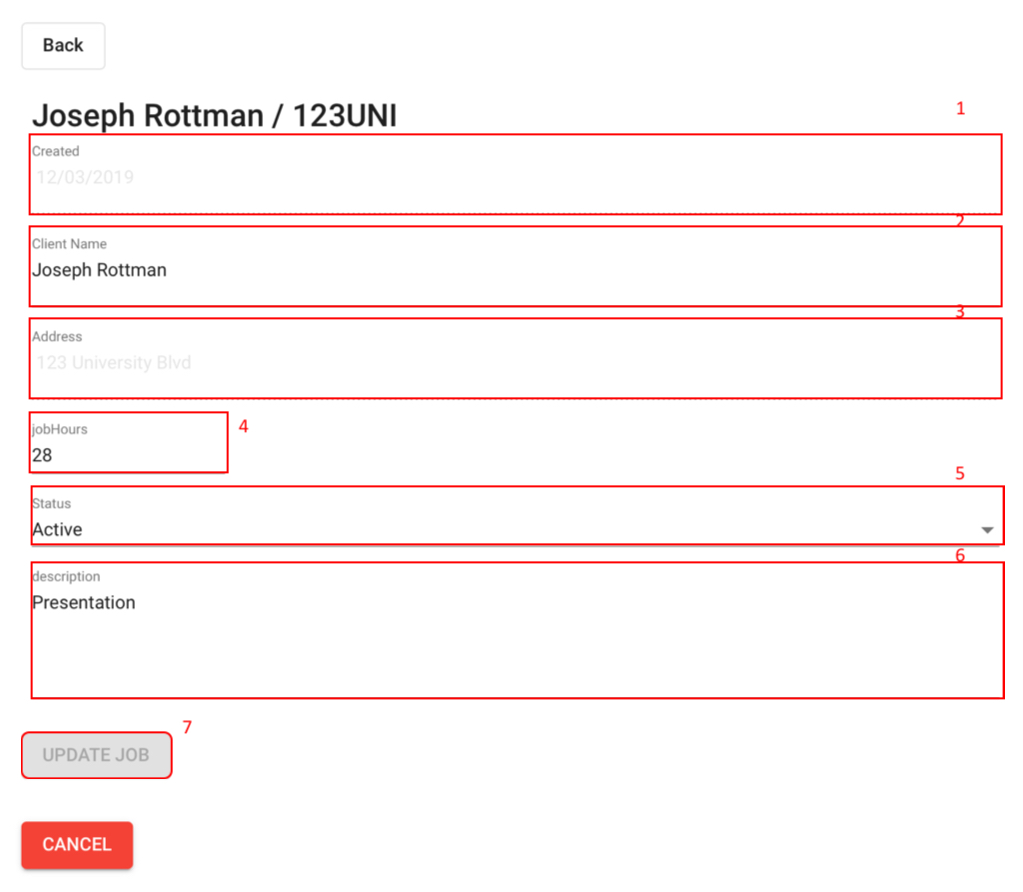 Back
Joseph Rottman / 123UNI
1
Created
12/03/2019
2
Client Name
Joseph Rottman
3
Address
123 University Blvd
jobHours
4
28
5
Status
Active
6
description
Presentation
7
UPDATE JOB
CANCEL